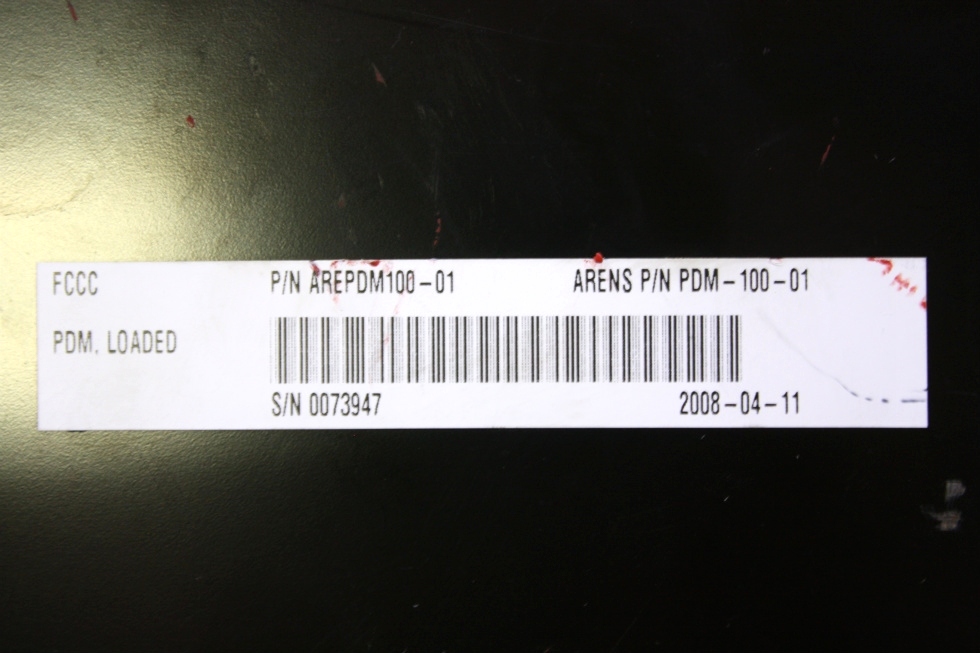 FCCC P/N AREPDM100-01 ARENS P/N PDM-100-01
PDM, LOADED
S/N 0073947 2008-04-11